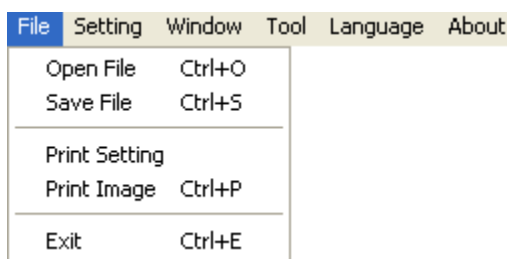 File Setting Window Tool Language About
Open File Ctrl+O
Save File Ctrl+S
Print Setting
Print Image Ctrl+P
Exit Ctrl+E